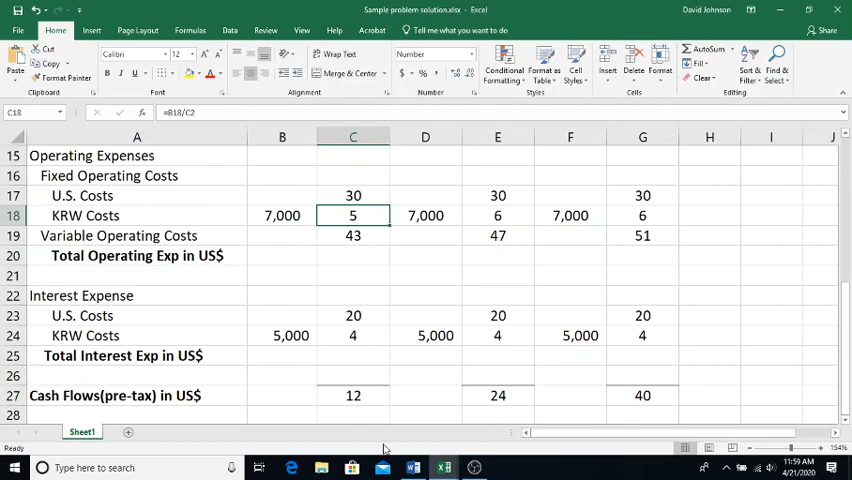 Sample problem solution.xlsx - Excel
David Johnson
File Home Insert Draw Page Layout Formulas Data Review View Help Acrobat Tell me what you want to do Share
Cut
Copy
Format Painter
Paste
Clipboard
Calibri 12
B I U
Font
Wrap Text
Merge & Center
Alignment
Number
$ % ,
Number
Conditional Formatting
Format as Table
Cell Styles
Styles
Insert Delete Format
Cells
AutoSum
Fill
Clear
Sort & Filter
Find & Select
Editing
C18 fx =B18/C2
A B C D E F G H I J
15 Operating Expenses
16 Fixed Operating Costs
17 U.S. Costs 30 30 30
18 KRW Costs 7,000 5 7,000 6 7,000 6
19 Variable Operating Costs 43 47 51
20 Total Operating Exp in US$
21
22 Interest Expense
23 U.S. Costs 20 20 20
24 KRW Costs 5,000 4 5,000 4 5,000 4
25 Total Interest Exp in US$
26
27 Cash Flows(pre-tax) in US$ 12 24 40
28
Sheet1
Ready
154%
Type here to search
11:59 AM
4/21/2020